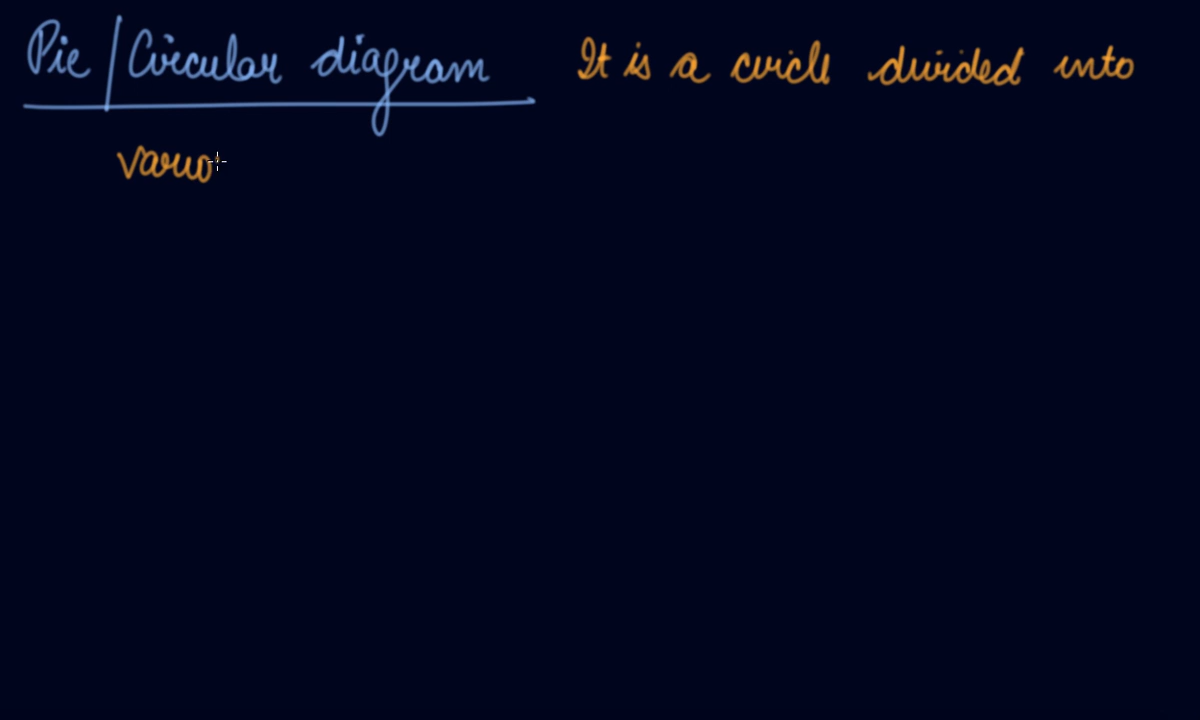 Pie/Circular diagram It is a circle divided into
vario